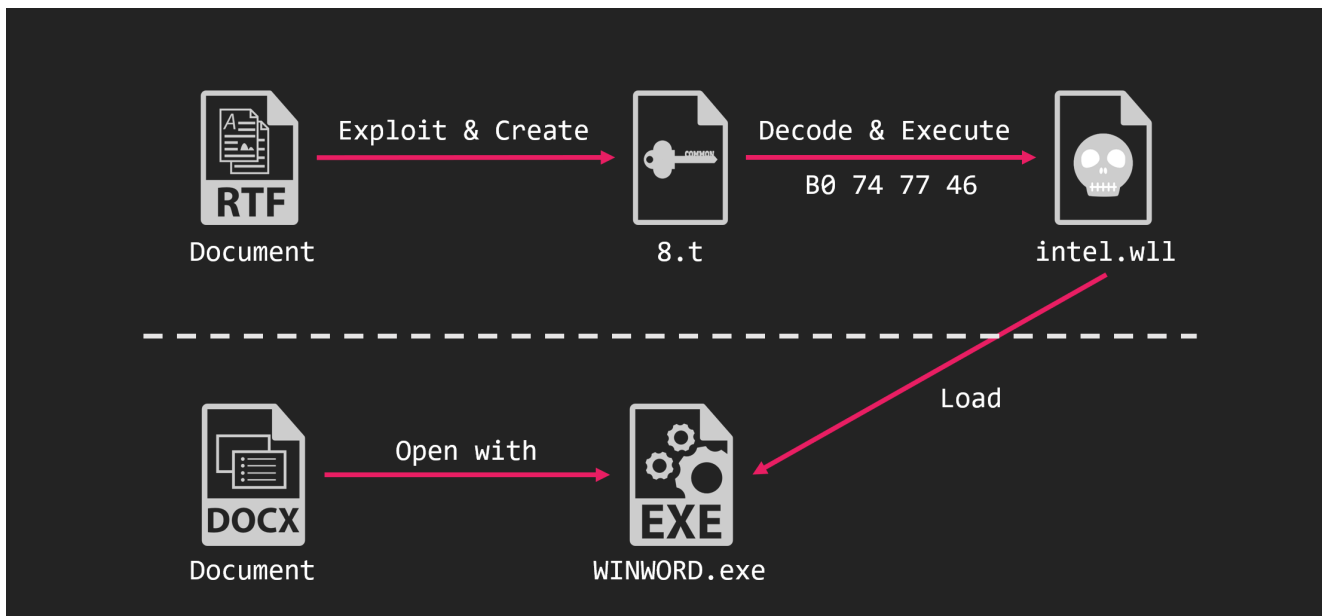 Exploit & Create
Decode & Execute
A
COMMON
B0 74 77 46
RTF
Document
8.t
intel.wll
Load
Open with
DOCX
EXE
Document
WINWORD.exe